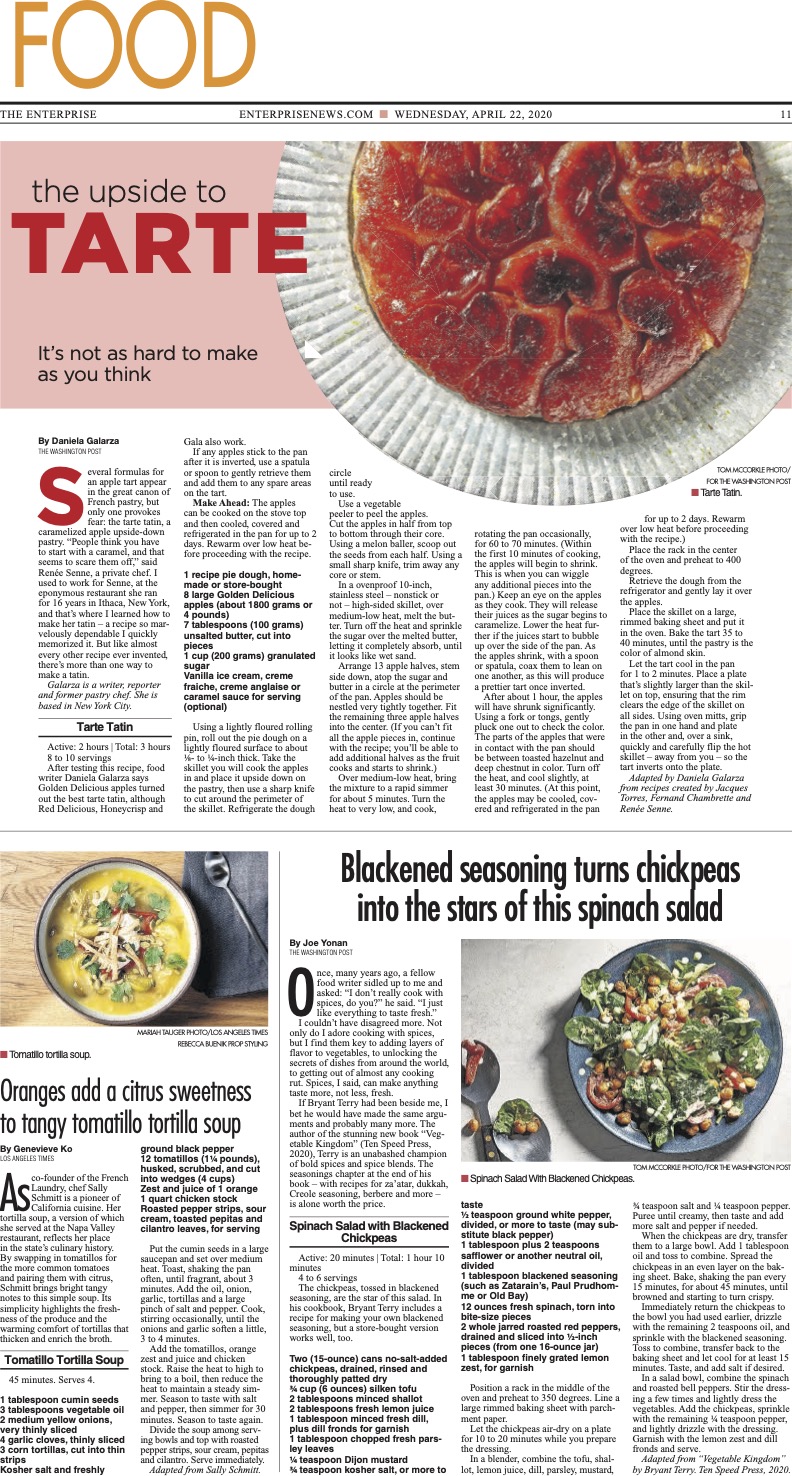 FOOD
THE ENTERPRISE
ENTERPRISENEWS.COM ■ WEDNESDAY, APRIL 22, 2020
11
the upside to
TARTE
It’s not as hard to make
as you think
By Daniela Galarza
THE WASHINGTON POST
Several formulas for
an apple tart appear
in the great canon of
French pastry, but
only one provokes
fear: the tarte tatin, a
caramelized apple upside-down
pastry. “People think you have
to start with a caramel, and that
seems to scare them off,” said
Renée Senne, a private chef. I
used to work for Senne, at the
eponymous restaurant she ran
for 16 years in Ithaca, New York,
and that’s where I learned how to
make her tatin – a recipe so mar-
velously dependable I quickly
memorized it. But like almost
every other recipe ever invented,
there’s more than one way to
make a tatin.
Galarza is a writer, reporter
and former pastry chef. She is
based in New York City.
Tarte Tatin
Active: 2 hours | Total: 3 hours
8 to 10 servings
After testing this recipe, food
writer Daniela Galarza says
Golden Delicious apples turned
out the best tarte tatin, although
Red Delicious, Honeycrisp and
Gala also work.
If any apples stick to the pan
after it is inverted, use a spatula
or spoon to gently retrieve them
and add them to any spare areas
on the tart.
Make Ahead: The apples
can be cooked on the stove top
and then cooled, covered and
refrigerated in the pan for up to 2
days. Rewarm over low heat be-
fore proceeding with the recipe.
1 recipe pie dough, home-
made or store-bought
8 large Golden Delicious
apples (about 1800 grams or
4 pounds)
7 tablespoons (100 grams)
unsalted butter, cut into
pieces
1 cup (200 grams) granulated
sugar
Vanilla ice cream, creme
fraiche, creme anglaise or
caramel sauce for serving
(optional)
Using a lightly floured rolling
pin, roll out the pie dough on a
lightly floured surface to about
⅛- to ¼-inch thick. Take the
skillet you will cook the apples
in and place it upside down on
the pastry, then use a sharp knife
to cut around the perimeter of
the skillet. Refrigerate the dough
circle
until ready
to use.
Use a vegetable
peeler to peel the apples.
Cut the apples in half from top
to bottom through their core.
Using a melon baller, scoop out
the seeds from each half. Using a
small sharp knife, trim away any
core or stem.
In a ovenproof 10-inch,
stainless steel – nonstick or
not – high-sided skillet, over
medium-low heat, melt the but-
ter. Turn off the heat and sprinkle
the sugar over the melted butter,
letting it completely absorb, until
it looks like wet sand.
Arrange 13 apple halves, stem
side down, atop the sugar and
butter in a circle at the perimeter
of the pan. Apples should be
nestled very tightly together. Fit
the remaining three apple halves
into the center. (If you can’t fit
all the apple pieces in, continue
with the recipe; you’ll be able to
add additional halves as the fruit
cooks and starts to shrink.)
Over medium-low heat, bring
the mixture to a rapid simmer
for about 5 minutes. Turn the
heat to very low, and cook,
rotating the pan occasionally,
for 60 to 70 minutes. (Within
the first 10 minutes of cooking,
the apples will begin to shrink.
This is when you can wiggle
any additional pieces into the
pan.) Keep an eye on the apples
as they cook. They will release
their juices as the sugar begins to
caramelize. Lower the heat fur-
ther if the juices start to bubble
up over the side of the pan. As
the apples shrink, with a spoon
or spatula, coax them to lean on
one another, as this will produce
a prettier tart once inverted.
After about 1 hour, the apples
will have shrunk significantly.
Using a fork or tongs, gently
pluck one out to check the color.
The parts of the apples that were
in contact with the pan should
be between toasted hazelnut and
deep chestnut in color. Turn off
the heat, and cool slightly, at
least 30 minutes. (At this point,
the apples may be cooled, cov-
ered and refrigerated in the pan
TOM MCCORKLE PHOTO/
FOR THE WASHINGTON POST
■ Tarte Tatin.
for up to 2 days. Rewarm
over low heat before proceeding
with the recipe.)
Place the rack in the center
of the oven and preheat to 400
degrees.
Retrieve the dough from the
refrigerator and gently lay it over
the apples.
Place the skillet on a large,
rimmed baking sheet and put
it in the oven. Bake the tart 35 to
40 minutes, until the pastry is the
color of almond skin.
Let the tart cool in the pan
for 1 to 2 minutes. Place a plate
that’s slightly larger than the skil-
let on top, ensuring that the rim
clears the edge of the skillet on
all sides. Using oven mitts, grip
the pan in one hand and plate
in the other and, over a sink,
quickly and carefully flip the hot
skillet – away from you – so the
tart inverts onto the plate.
Adapted by Daniela Galarza
from recipes created by Jacques
Torres, Fernand Chambrette and
Renée Senne.
MARIAH TAUGER PHOTO/LOS ANGELES TIMES
REBECCA BUENIK PROP STYLING
■ Tomatillo tortilla soup.
Oranges add a citrus sweetness
to tangy tomatillo tortilla soup
By Genevieve Ko
LOS ANGELES TIMES
As co-founder of the French
Laundry, chef Sally
Schmitt is a pioneer of
California cuisine. Her
tortilla soup, a version of which
she served at the Napa Valley
restaurant, reflects her place
in the state’s culinary history.
By swapping in tomatillos for
the more common tomatoes
and pairing them with citrus,
Schmitt brings bright tangy
notes to this simple soup. Its
simplicity highlights the fresh-
ness of the produce and the
warming comfort of tortillas that
thicken and enrich the broth.
Tomatillo Tortilla Soup
45 minutes. Serves 4.
1 tablespoon cumin seeds
3 tablespoons vegetable oil
2 medium yellow onions,
very thinly sliced
4 garlic cloves, thinly sliced
3 corn tortillas, cut into thin
strips
Kosher salt and freshly
ground black pepper
12 tomatillos (1¼ pounds),
husked, scrubbed, and cut
into wedges (4 cups)
Zest and juice of 1 orange
1 quart chicken stock
Roasted pepper strips, sour
cream, toasted pepitas and
cilantro leaves, for serving
Put the cumin seeds in a large
saucepan and set over medium
heat. Toast, shaking the pan
often, until fragrant, about 3
minutes. Add the oil, onion,
garlic, tortillas and a large
pinch of salt and pepper. Cook,
stirring occasionally, until the
onions and garlic soften a little,
3 to 4 minutes.
Add the tomatillos, orange
zest and juice and chicken
stock. Raise the heat to high to
bring to a boil, then reduce the
heat to maintain a steady sim-
mer. Season to taste with salt
and pepper, then simmer for 30
minutes. Season to taste again.
Divide the soup among serv-
ing bowls and top with roasted
pepper strips, sour cream, pepitas
and cilantro. Serve immediately.
Adapted from Sally Schmitt.
Blackened seasoning turns chickpeas
into the stars of this spinach salad
By Joe Yonan
THE WASHINGTON POST
Once, many years ago, a fellow
food writer sidled up to me and
asked: “I don’t really cook with
spices, do you?” he said. “I just
like everything to taste fresh.”
I couldn’t have disagreed more. Not
only do I adore cooking with spices,
but I find them key to adding layers of
flavor to vegetables, to unlocking the
secrets of dishes from around the world,
to getting out of almost any cooking
rut. Spices, I said, can make anything
taste more, not less, fresh.
If Bryant Terry had been beside me, I
bet he would have made the same argu-
ments and probably many more. The
author of the stunning new book “Veg-
etable Kingdom” (Ten Speed Press,
2020), Terry is an unabashed champion
of bold spices and spice blends. The
seasonings chapter at the end of his
book – with recipes for za’atar, dukkah,
Creole seasoning, berbere and more –
is alone worth the price.
Spinach Salad with Blackened
Chickpeas
Active: 20 minutes | Total: 1 hour 10
minutes
4 to 6 servings
The chickpeas, tossed in blackened
seasoning, are the star of this salad. In
his cookbook, Bryant Terry includes a
recipe for making your own blackened
seasoning, but a store-bought version
works well, too.
Two (15-ounce) cans no-salt-added
chickpeas, drained, rinsed and
thoroughly patted dry
¾ cup (6 ounces) silken tofu
2 tablespoons minced shallot
2 tablespoons fresh lemon juice
1 tablespoon minced fresh dill,
plus dill fronds for garnish
1 tablespoon chopped fresh pars-
ley leaves
¼ teaspoon Dijon mustard
¾ teaspoon kosher salt, or more to
TOM MCCORKLE PHOTO/FOR THE WASHINGTON POST
■ Spinach Salad With Blackened Chickpeas.
taste
½ teaspoon ground white pepper,
divided, or more to taste (may sub-
stitute black pepper)
1 tablespoon plus 2 teaspoons
safflower or another neutral oil,
divided
1 tablespoon blackened seasoning
(such as Zatarain’s, Paul Prudhom-
me or Old Bay)
12 ounces fresh spinach, torn into
bite-size pieces
2 whole jarred roasted red peppers,
drained and sliced into ½-inch
pieces (from one 16-ounce jar)
1 tablespoon finely grated lemon
zest, for garnish
Position a rack in the middle of the
oven and preheat to 350 degrees. Line a
large rimmed baking sheet with parch-
ment paper.
Let the chickpeas air-dry on a plate
for 10 to 20 minutes while you prepare
the dressing.
In a blender, combine the tofu, shal-
lot, lemon juice, dill, parsley, mustard,
¾ teaspoon salt and ¼ teaspoon pepper.
Puree until creamy, then taste and add
more salt and pepper if needed.
When the chickpeas are dry, transfer
them to a large bowl. Add 1 tablespoon
oil and toss to combine. Spread the
chickpeas in an even layer on the bak-
ing sheet. Bake, shaking the pan every
15 minutes, for about 45 minutes, until
browned and starting to turn crispy.
Immediately return the chickpeas to
the bowl you had used earlier, drizzle
with the remaining 2 teaspoons oil, and
sprinkle with the blackened seasoning.
Toss to combine, transfer back to the
baking sheet and let cool for at least 15
minutes. Taste, and add salt if desired.
In a salad bowl, combine the spinach
and roasted bell peppers. Stir the dress-
ing a few times and lightly dress the
vegetables. Add the chickpeas, sprinkle
with the remaining ¼ teaspoon pepper,
and lightly drizzle with the dressing.
Garnish with the lemon zest and dill
fronds and serve.
Adapted from “Vegetable Kingdom”
by Bryant Terry. Ten Speed Press, 2020.